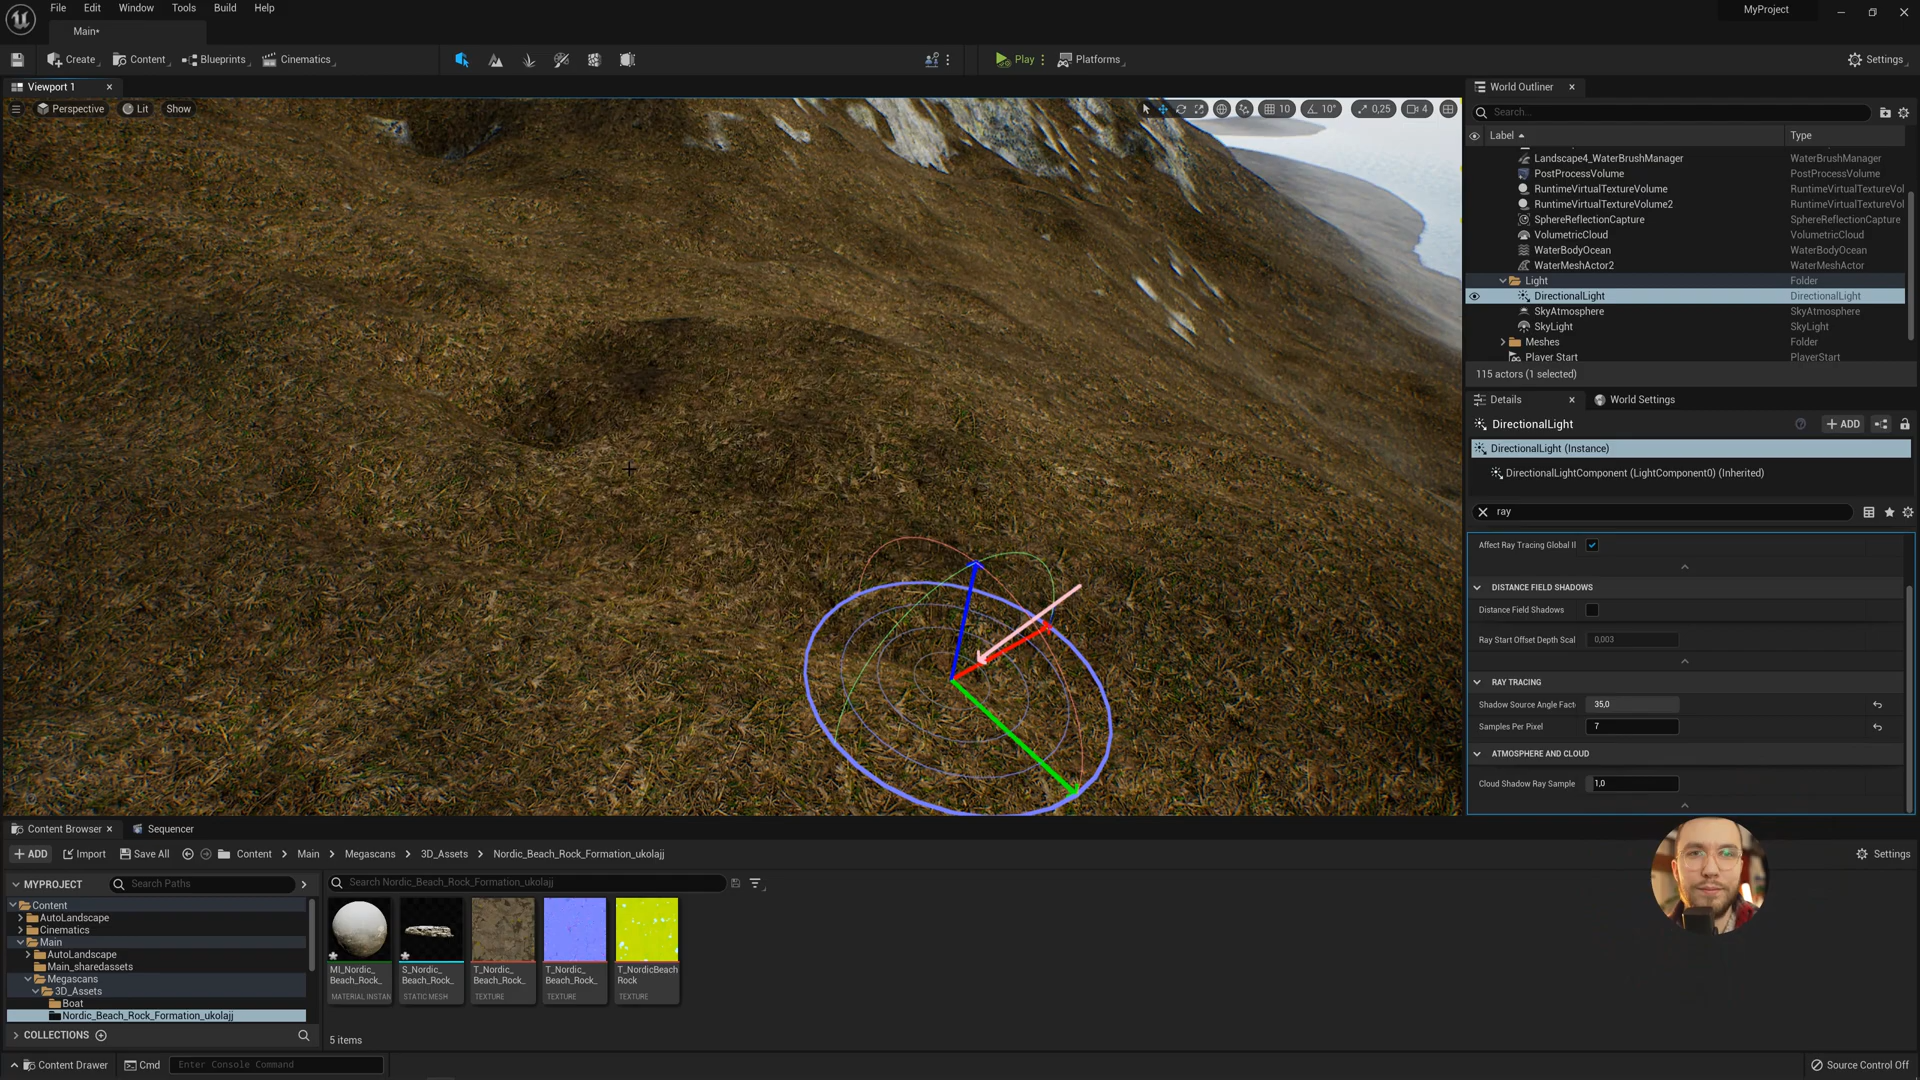 File Edit Window Tools Build Help
MyProject
Main*
Create Content Blueprints Cinematics Play Platforms Settings
Viewport 1
Perspective Lit Show
10 10° 0,25 4
World Outliner
Search...
Label Type
Landscape4_WaterBrushManager WaterBrushManager
PostProcessVolume PostProcessVolume
RuntimeVirtualTextureVolume RuntimeVirtualTextureVol
RuntimeVirtualTextureVolume2 RuntimeVirtualTextureVol
SphereReflectionCapture SphereReflectionCapture
VolumetricCloud VolumetricCloud
WaterBodyOcean WaterBodyOcean
WaterMeshActor2 WaterMeshActor
Light Folder
DirectionalLight DirectionalLight
SkyAtmosphere SkyAtmosphere
SkyLight SkyLight
Meshes Folder
Player Start PlayerStart
115 actors (1 selected)
Details World Settings
DirectionalLight ADD
DirectionalLight (Instance)
DirectionalLightComponent (LightComponent0) (Inherited)
ray
Affect Ray Tracing Global Il
DISTANCE FIELD SHADOWS
Distance Field Shadows
Ray Start Offset Depth Scal 0,003
RAY TRACING
Shadow Source Angle Fact 35,0
Samples Per Pixel 7
ATMOSPHERE AND CLOUD
Cloud Shadow Ray Sample 1,0
Content Browser Sequencer
ADD Import Save All Content Main Megascans 3D_Assets Nordic_Beach_Rock_Formation_ukolajj Settings
MYPROJECT Search Paths
Search Nordic_Beach_Rock_Formation_ukolajj
Content
AutoLandscape
Cinematics
Main
AutoLandscape
Main_sharedassets
Megascans
3D_Assets
Boat
Nordic_Beach_Rock_Formation_ukolajj
COLLECTIONS
MI_Nordic_
Beach_Rock_
MATERIAL INSTAN
S_Nordic_
Beach_Rock_
STATIC MESH
T_Nordic_
Beach_Rock_
TEXTURE
T_Nordic_
Beach_Rock_
TEXTURE
T_NordicBeach
Rock
TEXTURE
5 items
Content Drawer Cmd Enter Console Command Source Control Off